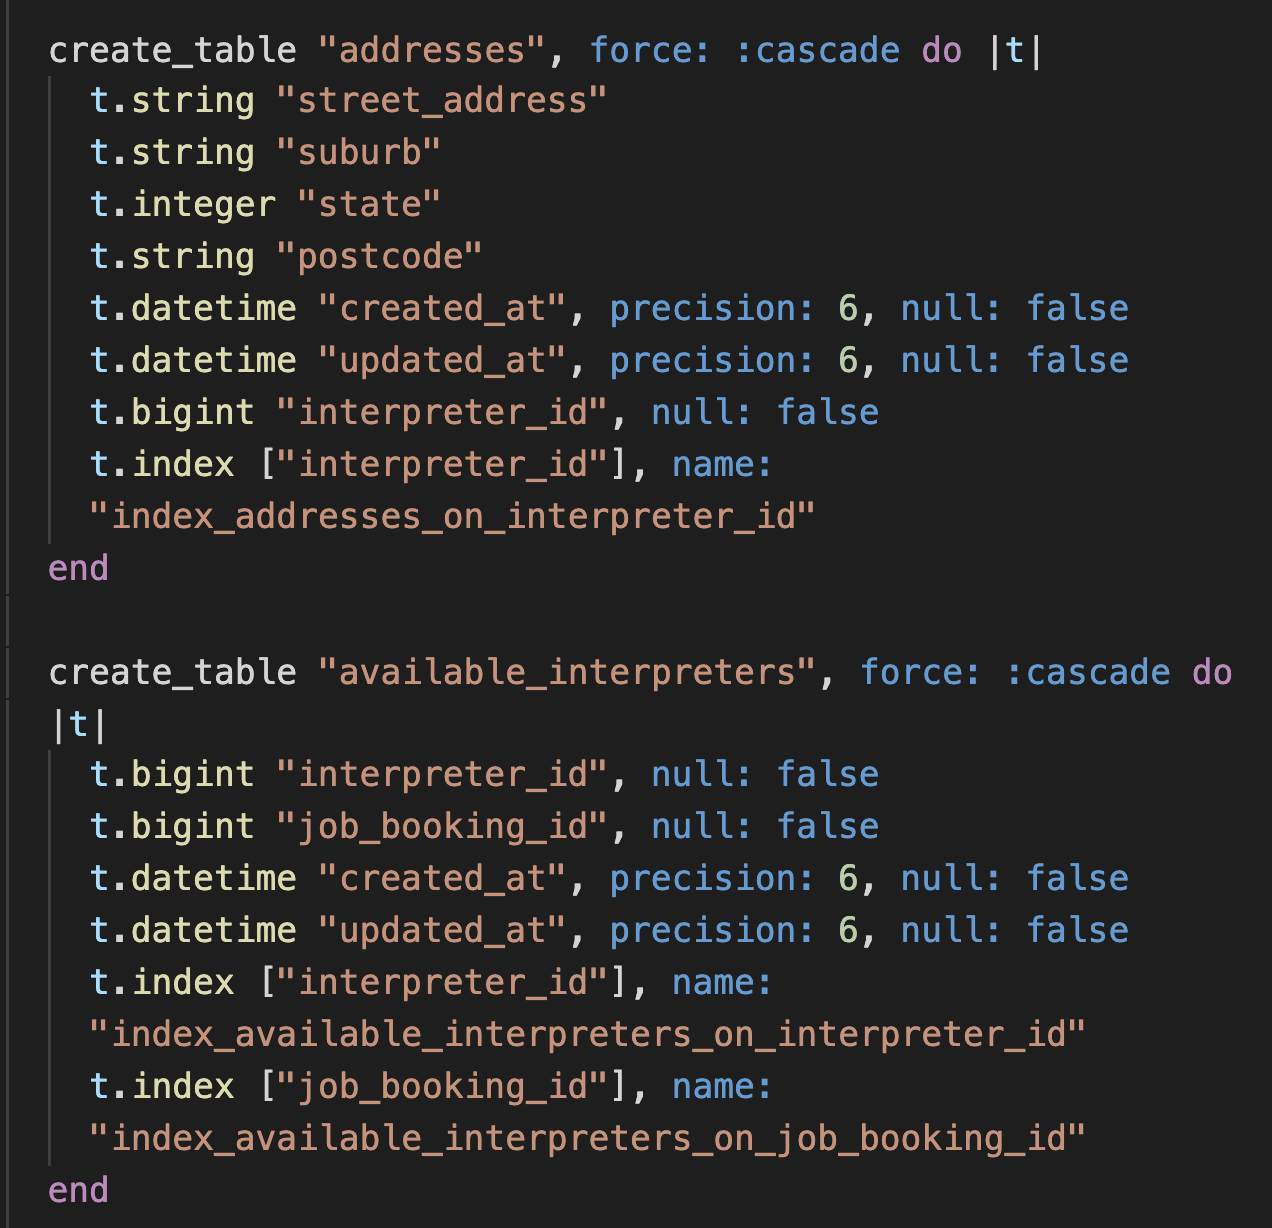 create_table "addresses", force: :cascade do |t|
t.string "street_address"
t.string "suburb"
t.integer "state"
t.string "postcode"
t.datetime "created_at", precision: 6, null: false
t.datetime "updated_at", precision: 6, null: false
t.bigint "interpreter_id", null: false
t.index ["interpreter_id"], name:
"index_addresses_on_interpreter_id"
end
create_table "available_interpreters", force: :cascade do
|t|
t.bigint "interpreter_id", null: false
t.bigint "job_booking_id", null: false
t.datetime "created_at", precision: 6, null: false
t.datetime "updated_at", precision: 6, null: false
t.index ["interpreter_id"], name:
"index_available_interpreters_on_interpreter_id"
t.index ["job_booking_id"], name:
"index_available_interpreters_on_job_booking_id"
end